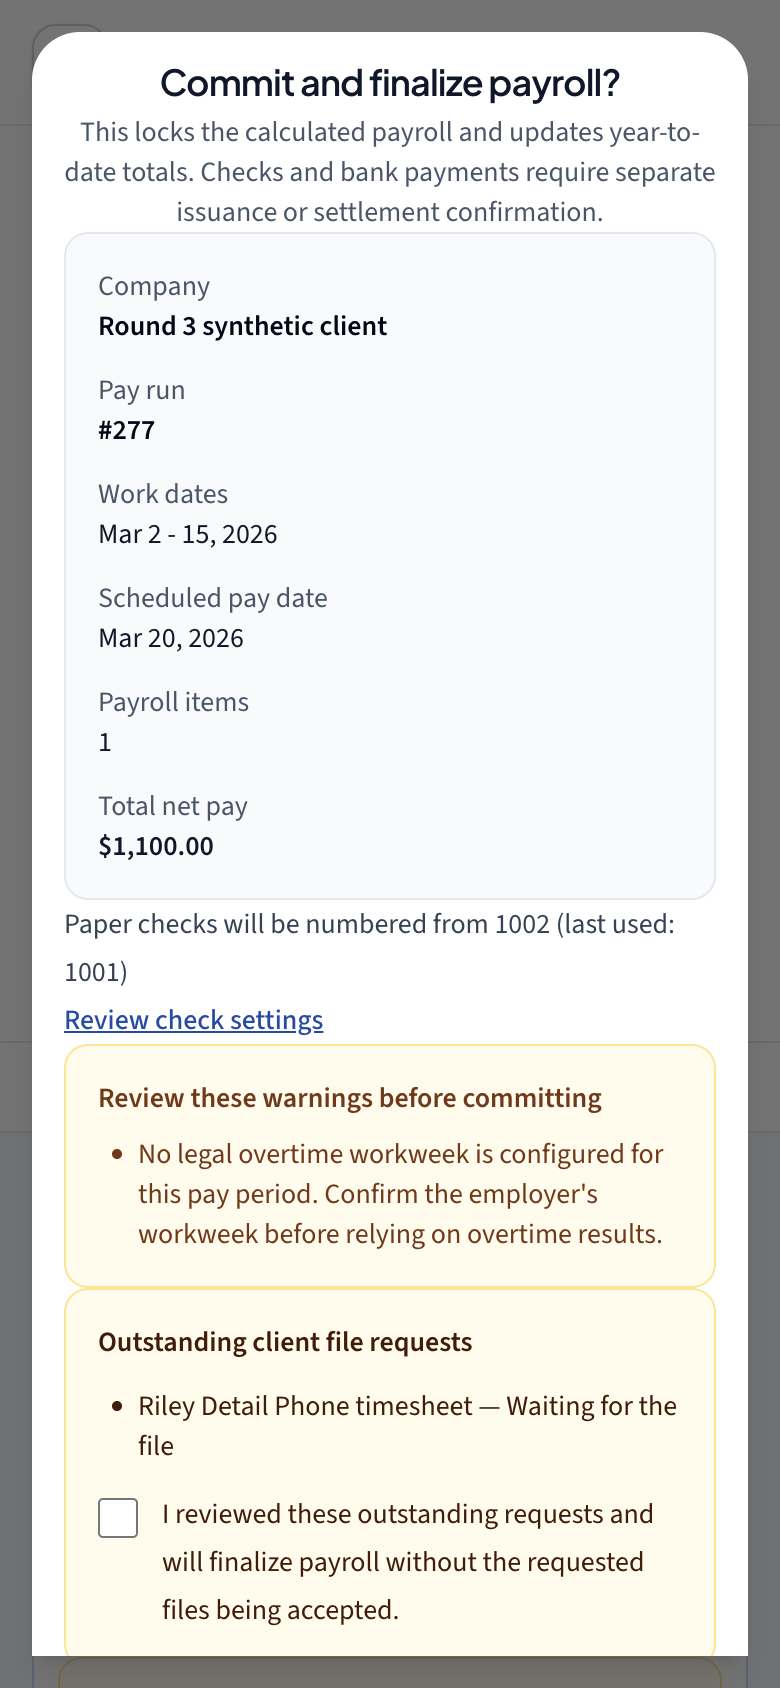 Commit and finalize payroll?
This locks the calculated payroll and updates year-to-
date totals. Checks and bank payments require separate
issuance or settlement confirmation.
Company
Round 3 synthetic client
Pay run
#277
Work dates
Mar 2 - 15, 2026
Scheduled pay date
Mar 20, 2026
Payroll items
1
Total net pay
$1,100.00
Paper checks will be numbered from 1002 (last used:
1001)
Review check settings
Review these warnings before committing
• No legal overtime workweek is configured for
this pay period. Confirm the employer's
workweek before relying on overtime results.
Outstanding client file requests
• Riley Detail Phone timesheet — Waiting for the
file
I reviewed these outstanding requests and
will finalize payroll without the requested
files being accepted.